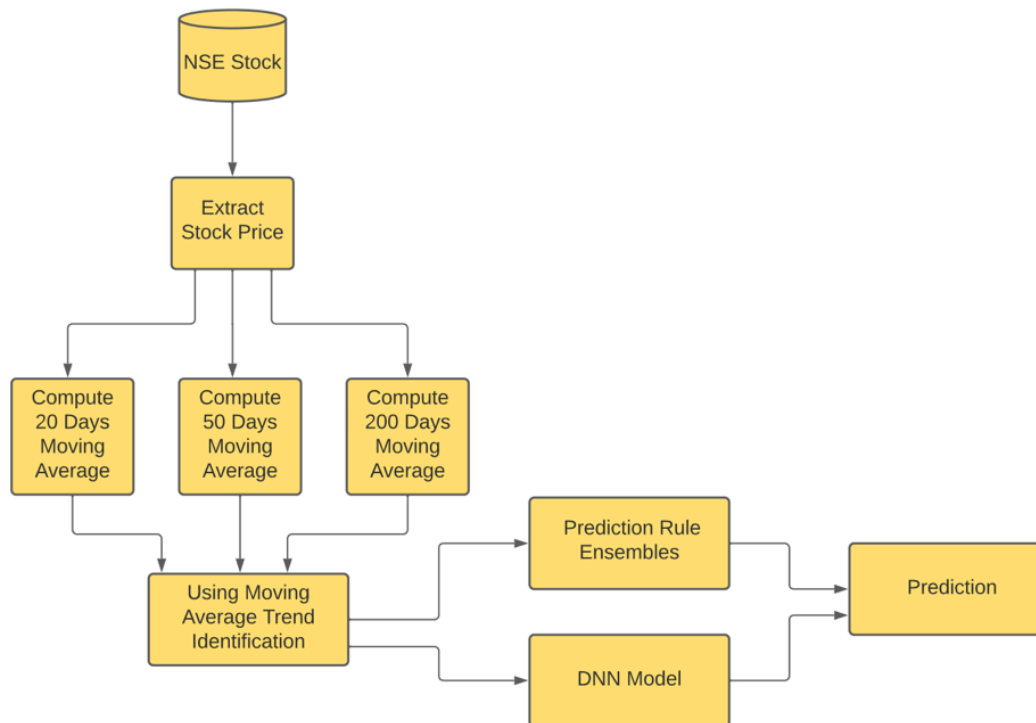 NSE Stock
Extract
Stock Price
Compute
20 Days
Moving
Average
Compute
50 Days
Moving
Average
Compute
200 Days
Moving
Average
Using Moving
Average Trend
Identification
Prediction Rule
Ensembles
DNN Model
Prediction